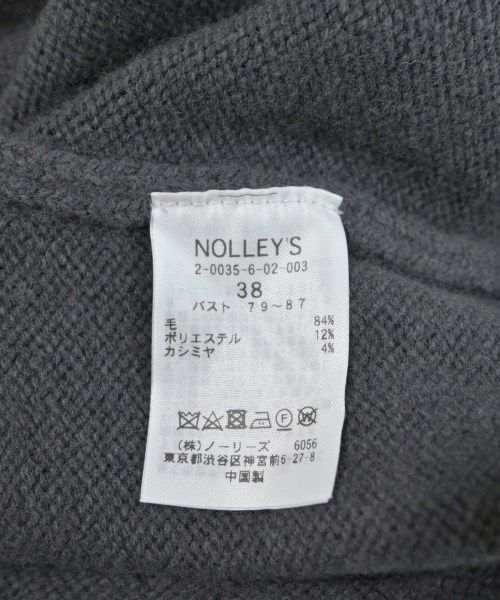 NOLLEY'S
2-0035-6-02-003
38
バスト 79～87
毛 84%
ポリエステル 12%
カシミヤ 4%
(株)ノーリーズ 6056
東京都渋谷区神宮前6-27-8
中国製